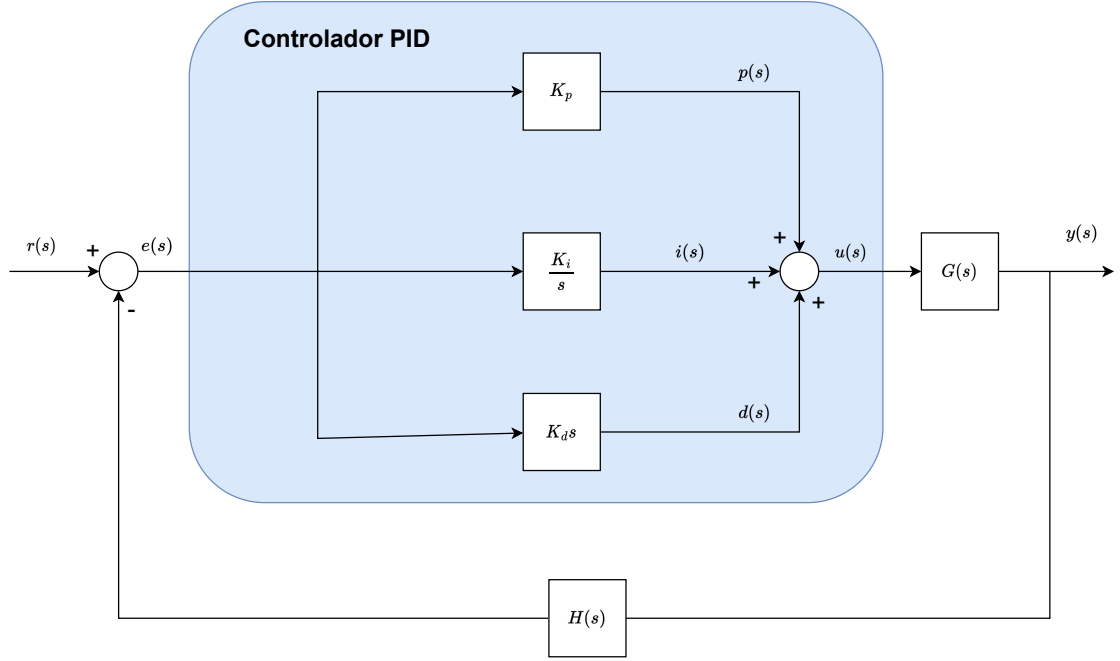 Controlador PID
K_p
p(s)
r(s)
+
e(s)
K_i
s
i(s)
+
+
u(s)
G(s)
y(s)
-
+
K_d s
d(s)
H(s)